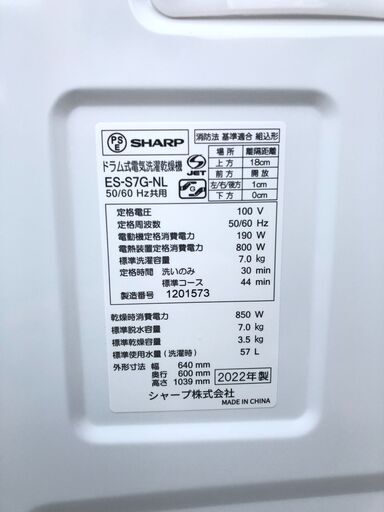 PSE SHARP
ドラム式電気洗濯乾燥機
ES-S7G-NL
50/60 Hz共用
JET
消防法 基準適合 組込形
場所 離隔距離
上方 18cm
前方 開放
左/右/後方 1cm
下方 0cm
定格電圧 100 V
定格周波数 50/60 Hz
電動機定格消費電力 190 W
電熱装置定格消費電力 800 W
標準洗濯容量 7.0 kg
定格時間 洗いのみ 30 min
標準コース 44 min
製造番号 1201573
乾燥時消費電力 850 W
標準脱水容量 7.0 kg
標準乾燥容量 3.5 kg
標準使用水量(洗濯時) 57 L
外形寸法 幅 640 mm
奥行 600 mm
高さ 1039 mm
2022年製
シャープ株式会社
MADE IN CHINA